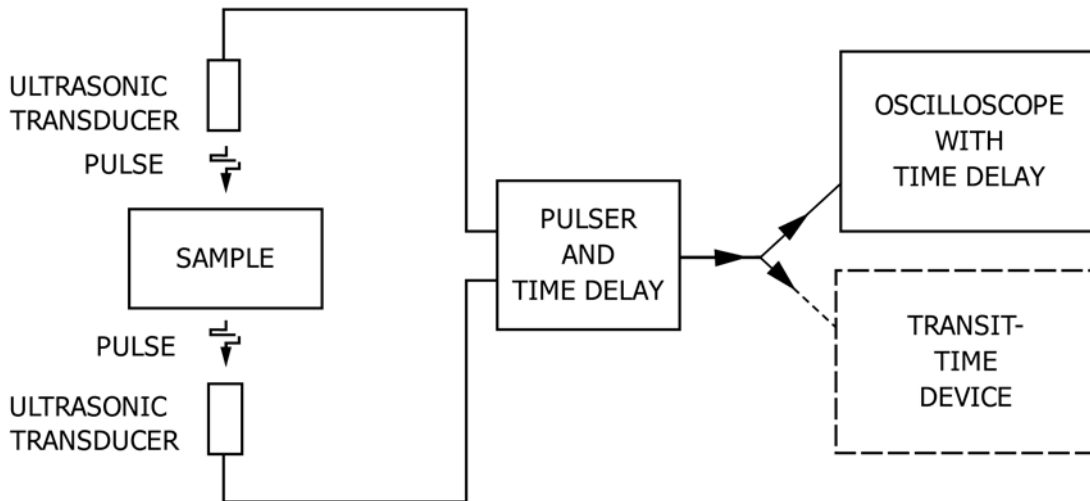 ULTRASONIC
TRANSDUCER
PULSE
SAMPLE
PULSE
ULTRASONIC
TRANSDUCER
PULSER
AND
TIME DELAY
OSCILLOSCOPE
WITH
TIME DELAY
TRANSIT-
TIME
DEVICE